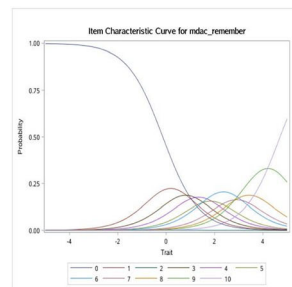 Item Characteristic Curve for mdac_remember
1.00
0.75
0.50
0.25
0.00
Probability
-4 -2 0 2 4
Trait
0 1 2 3 4 5
6 7 8 9 10